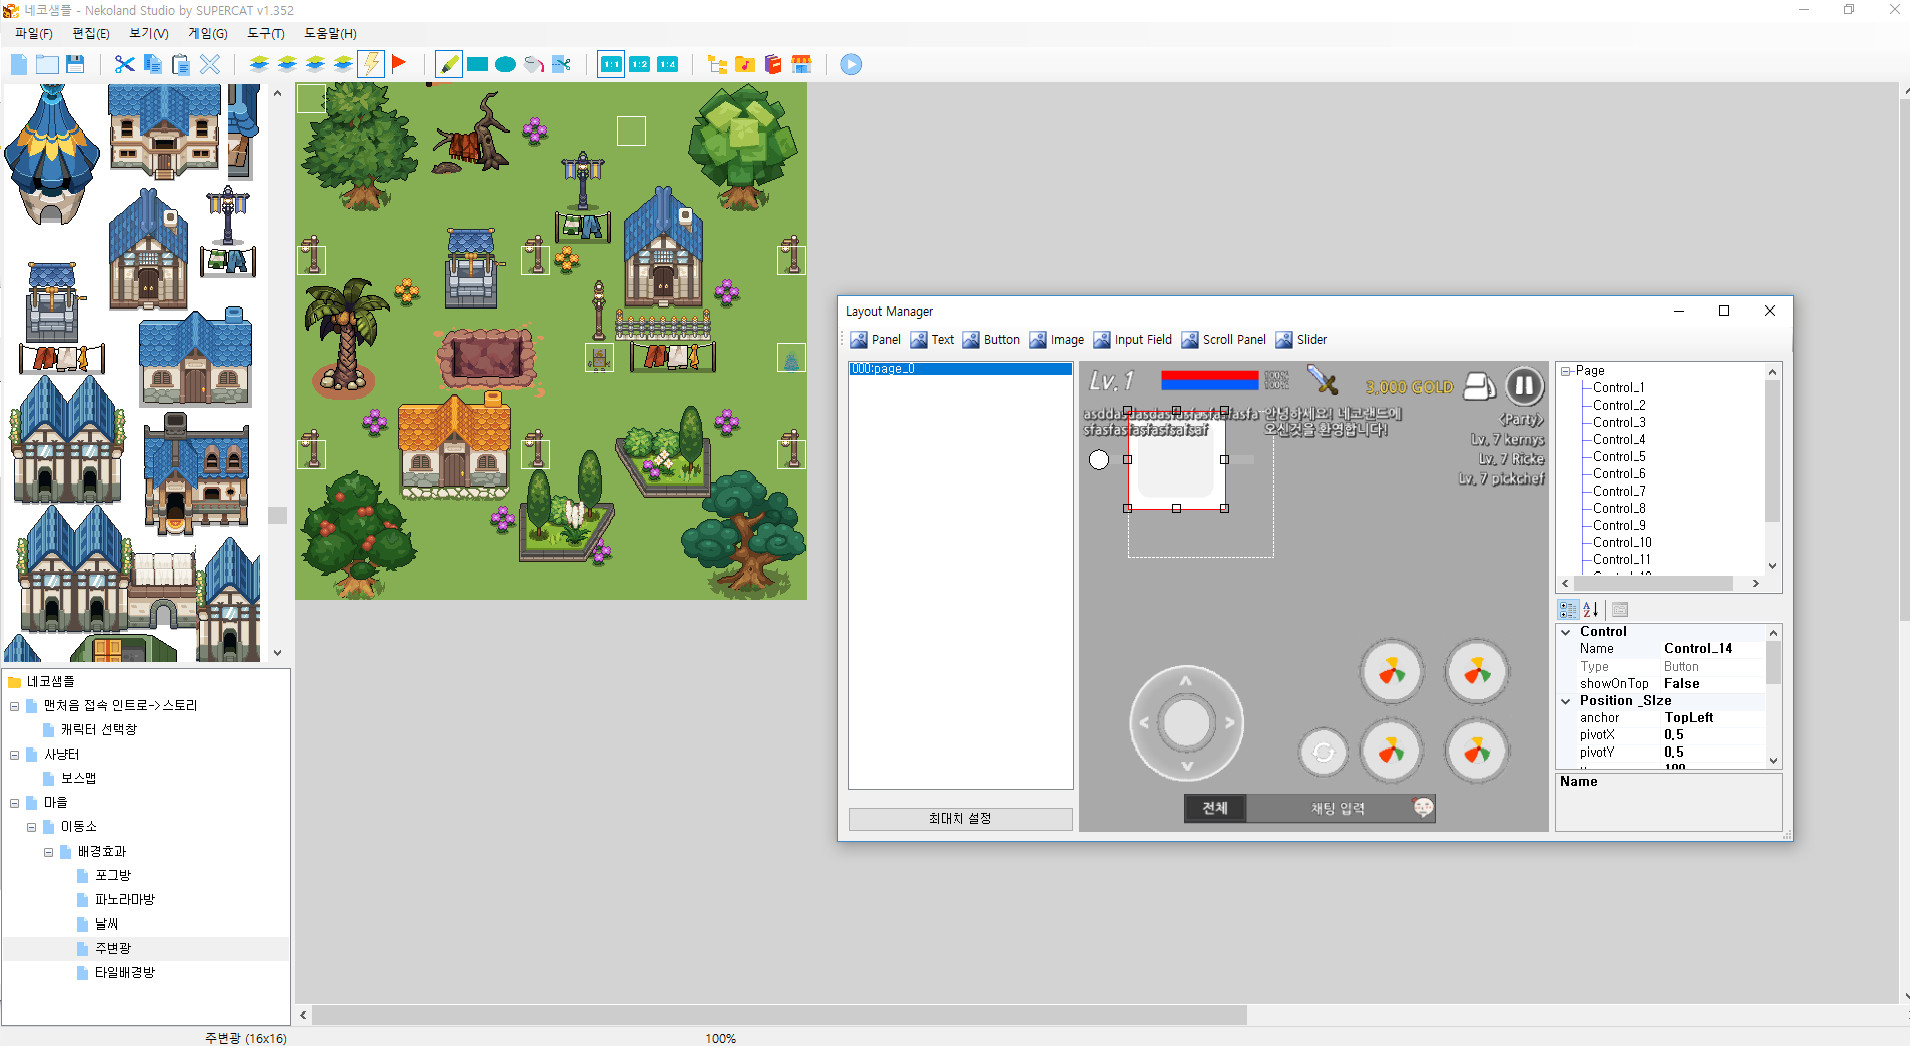 네코샘플 - Nekoland Studio by SUPERCAT v1.352
파일(F) 편집(E) 보기(V) 게임(G) 도구(T) 도움말(H)
1:1 1:2 1:4
네코샘플
맨처음 접속 인트로->스토리
캐릭터 선택창
사냥터
보스맵
마을
이동소
배경효과
포그방
파노라마방
날씨
주변광
타일배경방
주변광 (16x16)
100%
Layout Manager
Panel Text Button Image Input Field Scroll Panel Slider
000:page_0
최대치 설정
Lv.1
100%
100%
3,000 GOLD
안녕하세요! 네코랜드에
오신것을 환영합니다!
<Party>
Lv. 7 kernys
Lv. 7 Ricke
Lv. 7 pickchef
전체
채팅 입력
Page
Control_1
Control_2
Control_3
Control_4
Control_5
Control_6
Control_7
Control_8
Control_9
Control_10
Control_11
Control
Name Control_14
Type Button
showOnTop False
Position_Size
anchor TopLeft
pivotX 0.5
pivotY 0.5
Name